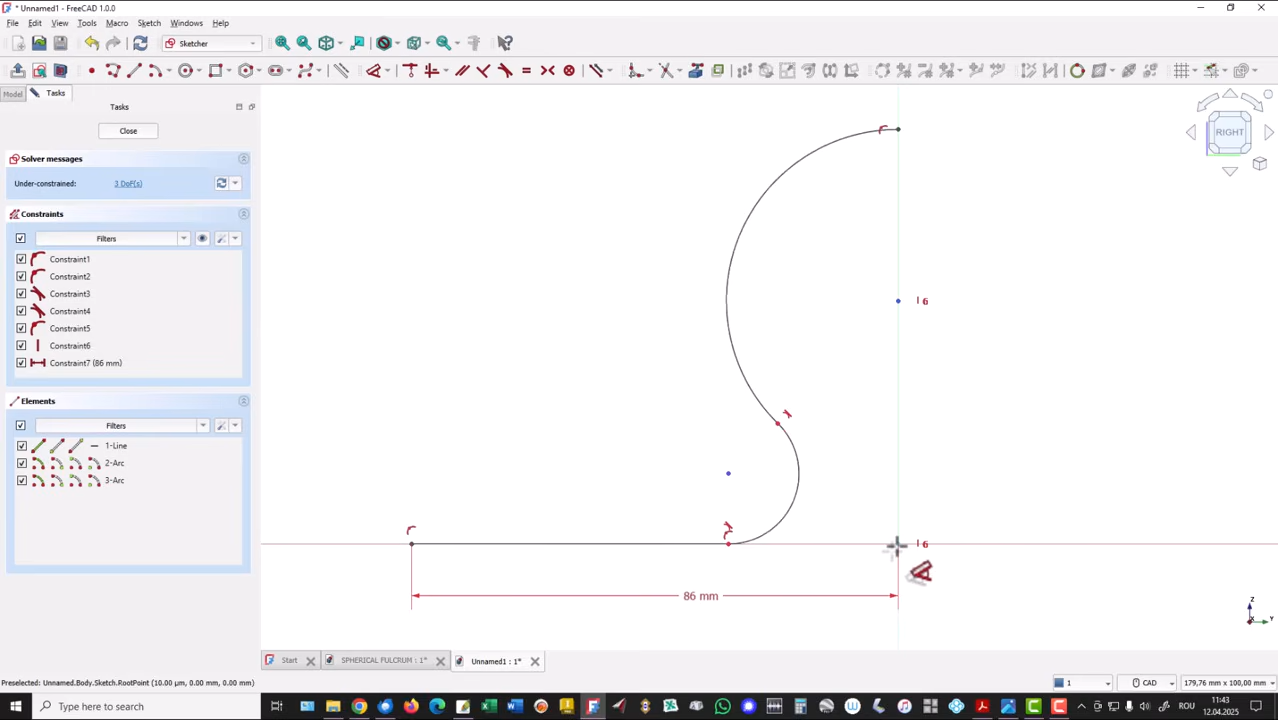 * Unnamed1 - FreeCAD 1.0.0
File Edit View Tools Macro Sketch Windows Help
Sketcher
Model Tasks
Tasks
Close
Solver messages
Under-constrained: 3 DoF(s)
Constraints
Filters
Constraint1
Constraint2
Constraint3
Constraint4
Constraint5
Constraint6
Constraint7 (86 mm)
Elements
Filters
1-Line
2-Arc
3-Arc
RIGHT
6
6
86 mm
Z
X
Y
Start SPHERICAL FULCRUM : 1* Unnamed1 : 1*
Preselected: Unnamed.Body.Sketch.RootPoint (10.00 µm, 0.00 mm, 0.00 mm)
1 CAD 179,76 mm x 100,00 mm
Type here to search
ROU
11:43
12.04.2025